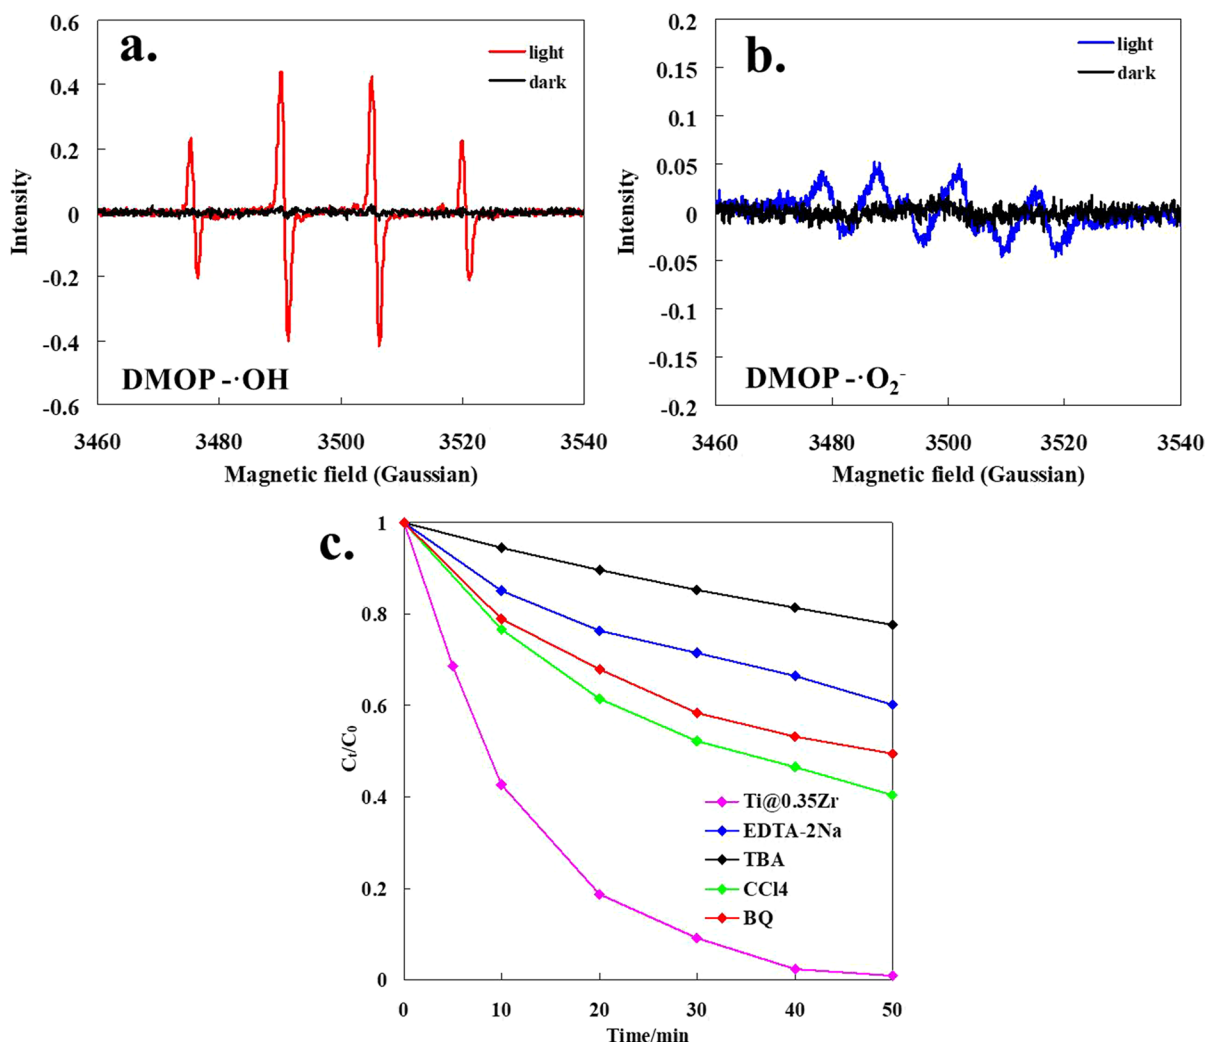 a.
light
dark
0.6
0.4
0.2
0
-0.2
-0.4
-0.6
Intensity
DMOP -·OH
3460 3480 3500 3520 3540
Magnetic field (Gaussian)
b.
light
dark
0.2
0.15
0.1
0.05
0
-0.05
-0.1
-0.15
-0.2
Intensity
DMOP -·O₂⁻
3460 3480 3500 3520 3540
Magnetic field (Gaussian)
c.
1
0.8
0.6
0.4
0.2
0
Ct/C0
Ti@0.35Zr
EDTA-2Na
TBA
CCl4
BQ
0 10 20 30 40 50
Time/min